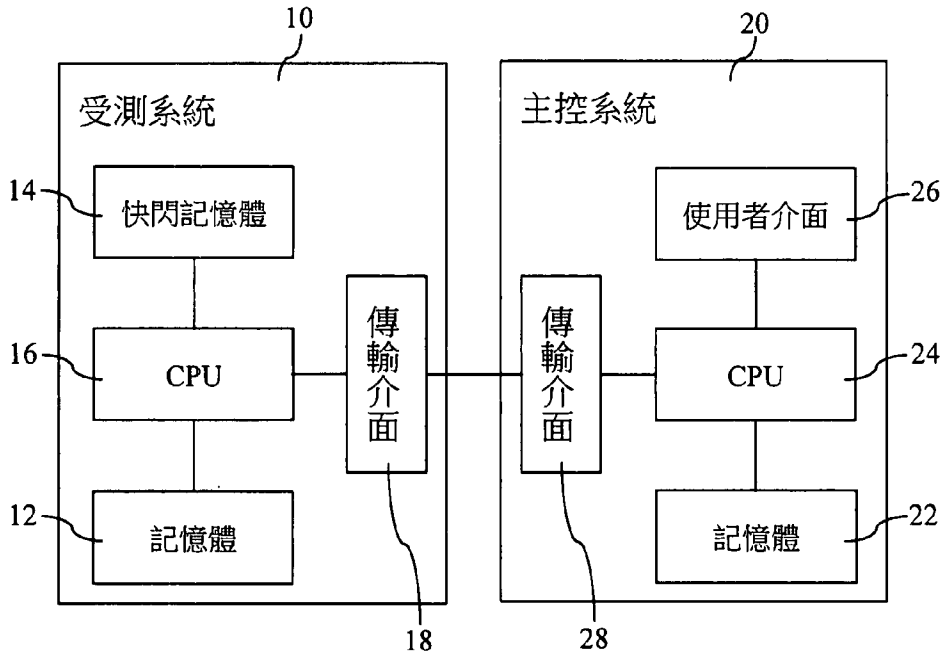 10
20
受測系統
主控系統
14
快閃記憶體
使用者介面
26
16
CPU
傳輸介面
傳輸介面
CPU
24
12
記憶體
記憶體
22
18
28